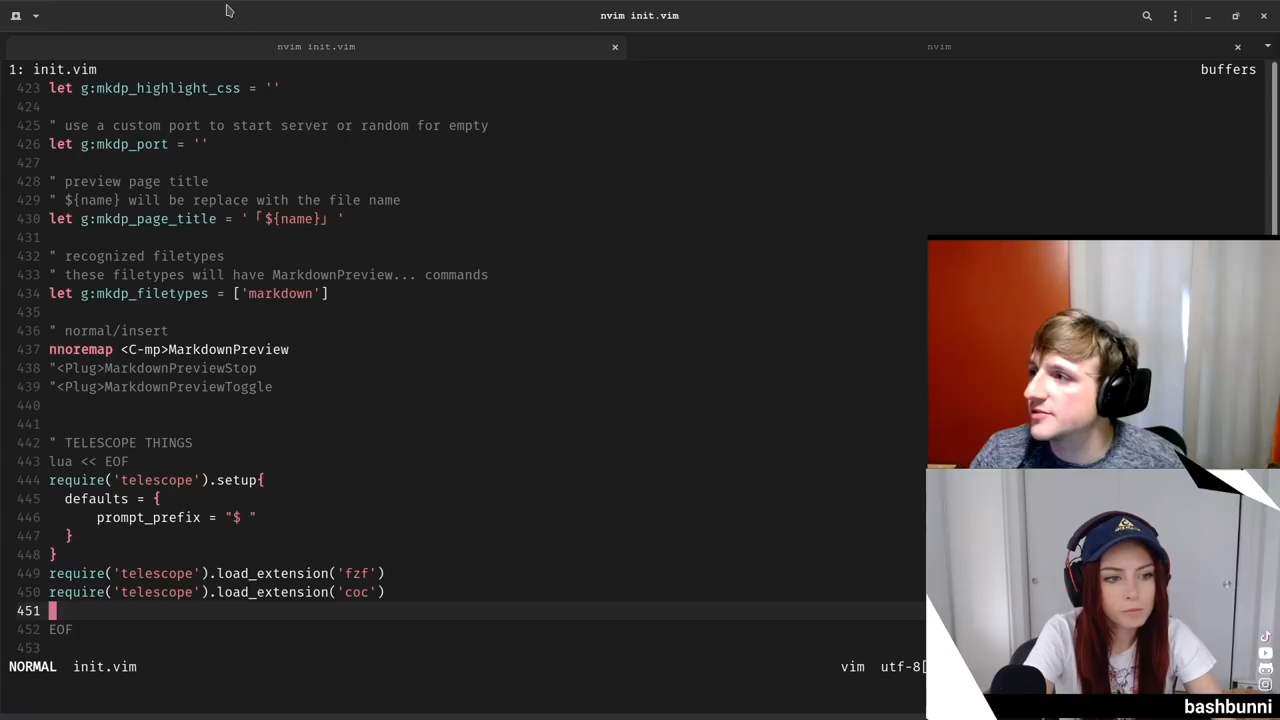 nvim init.vim
nvim init.vim
nvim
1: init.vim
buffers
423 let g:mkdp_highlight_css = ''
424
425 " use a custom port to start server or random for empty
426 let g:mkdp_port = ''
427
428 " preview page title
429 " ${name} will be replace with the file name
430 let g:mkdp_page_title = '「${name}」'
431
432 " recognized filetypes
433 " these filetypes will have MarkdownPreview... commands
434 let g:mkdp_filetypes = ['markdown']
435
436 " normal/insert
437 nnoremap <C-mp>MarkdownPreview
438 "<Plug>MarkdownPreviewStop
439 "<Plug>MarkdownPreviewToggle
440
441
442 " TELESCOPE THINGS
443 lua << EOF
444 require('telescope').setup{
445   defaults = {
446       prompt_prefix = "$ "
447   }
448 }
449 require('telescope').load_extension('fzf')
450 require('telescope').load_extension('coc')
451
452 EOF
453
NORMAL init.vim
vim utf-8[
bashbunni